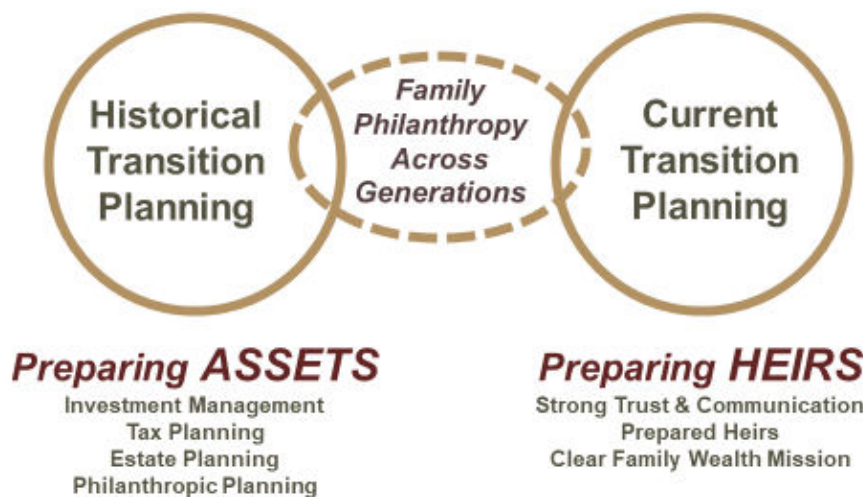 Historical
Transition
Planning
Family
Philanthropy
Across
Generations
Current
Transition
Planning
Preparing ASSETS
Investment Management
Tax Planning
Estate Planning
Philanthropic Planning
Preparing HEIRS
Strong Trust & Communication
Prepared Heirs
Clear Family Wealth Mission